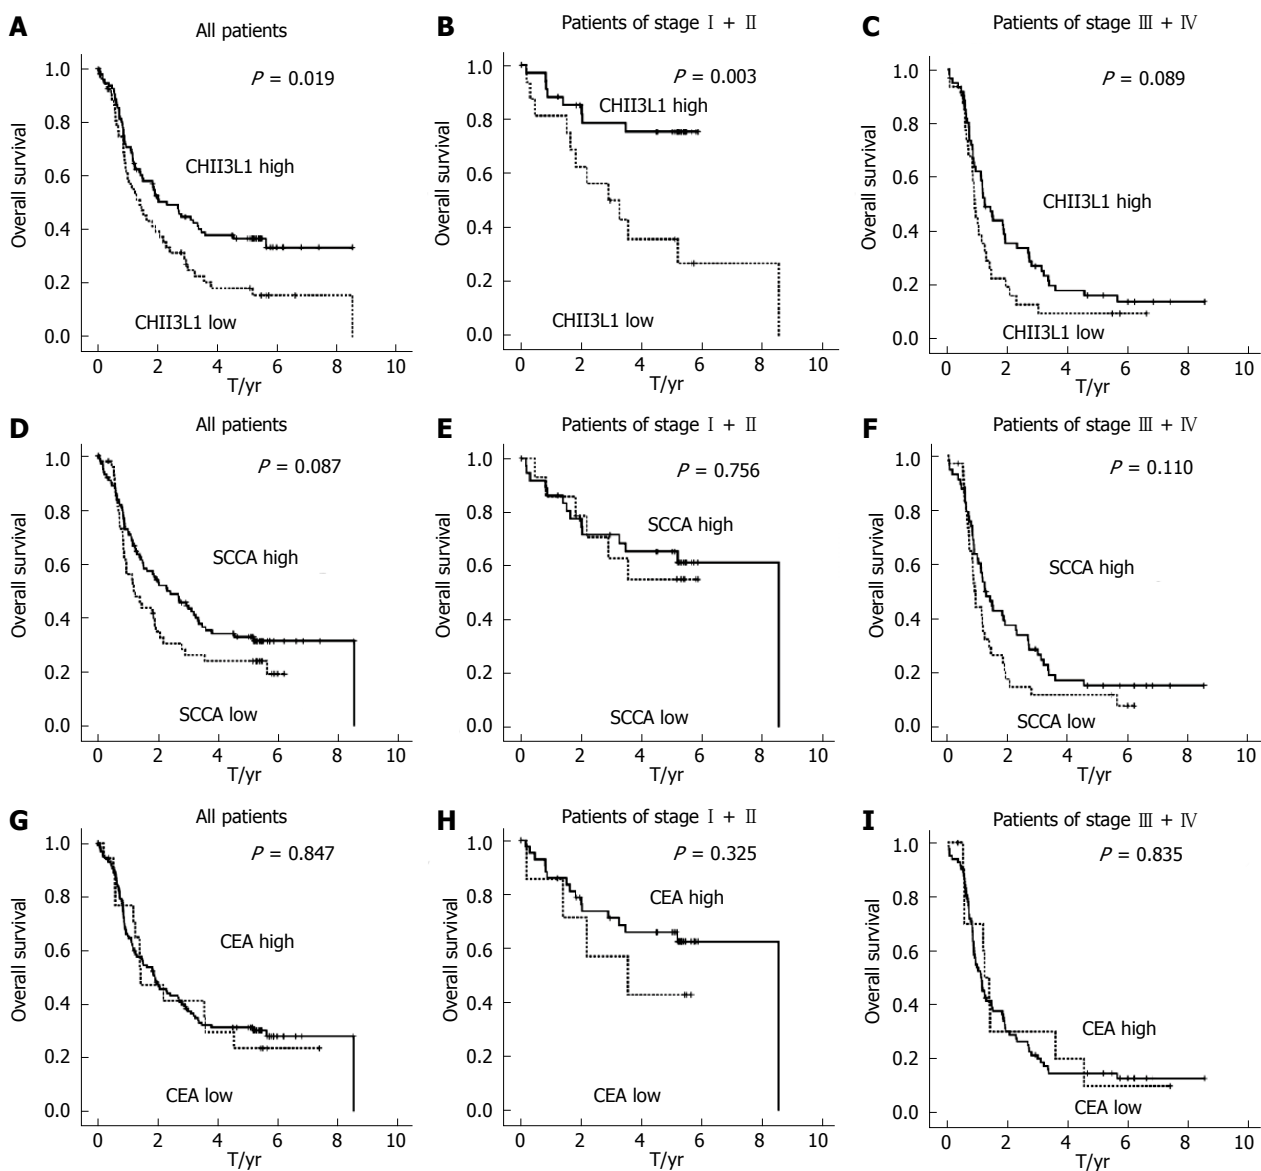 A
All patients
P = 0.019
CHII3L1 high
CHII3L1 low
Overall survival
1.0
0.8
0.6
0.4
0.2
0.0
0 2 4 6 8 10
T/yr
B
Patients of stage Ⅰ + Ⅱ
P = 0.003
CHII3L1 high
CHII3L1 low
Overall survival
1.0
0.8
0.6
0.4
0.2
0.0
0 2 4 6 8 10
T/yr
C
Patients of stage Ⅲ + Ⅳ
P = 0.089
CHII3L1 high
CHII3L1 low
Overall survival
1.0
0.8
0.6
0.4
0.2
0.0
0 2 4 6 8 10
T/yr
D
All patients
P = 0.087
SCCA high
SCCA low
Overall survival
1.0
0.8
0.6
0.4
0.2
0.0
0 2 4 6 8 10
T/yr
E
Patients of stage Ⅰ + Ⅱ
P = 0.756
SCCA high
SCCA low
Overall survival
1.0
0.8
0.6
0.4
0.2
0.0
0 2 4 6 8 10
T/yr
F
Patients of stage Ⅲ + Ⅳ
P = 0.110
SCCA high
SCCA low
Overall survival
1.0
0.8
0.6
0.4
0.2
0.0
0 2 4 6 8 10
T/yr
G
All patients
P = 0.847
CEA high
CEA low
Overall survival
1.0
0.8
0.6
0.4
0.2
0.0
0 2 4 6 8 10
T/yr
H
Patients of stage Ⅰ + Ⅱ
P = 0.325
CEA high
CEA low
Overall survival
1.0
0.8
0.6
0.4
0.2
0.0
0 2 4 6 8 10
T/yr
I
Patients of stage Ⅲ + Ⅳ
P = 0.835
CEA high
CEA low
Overall survival
1.0
0.8
0.6
0.4
0.2
0.0
0 2 4 6 8 10
T/yr